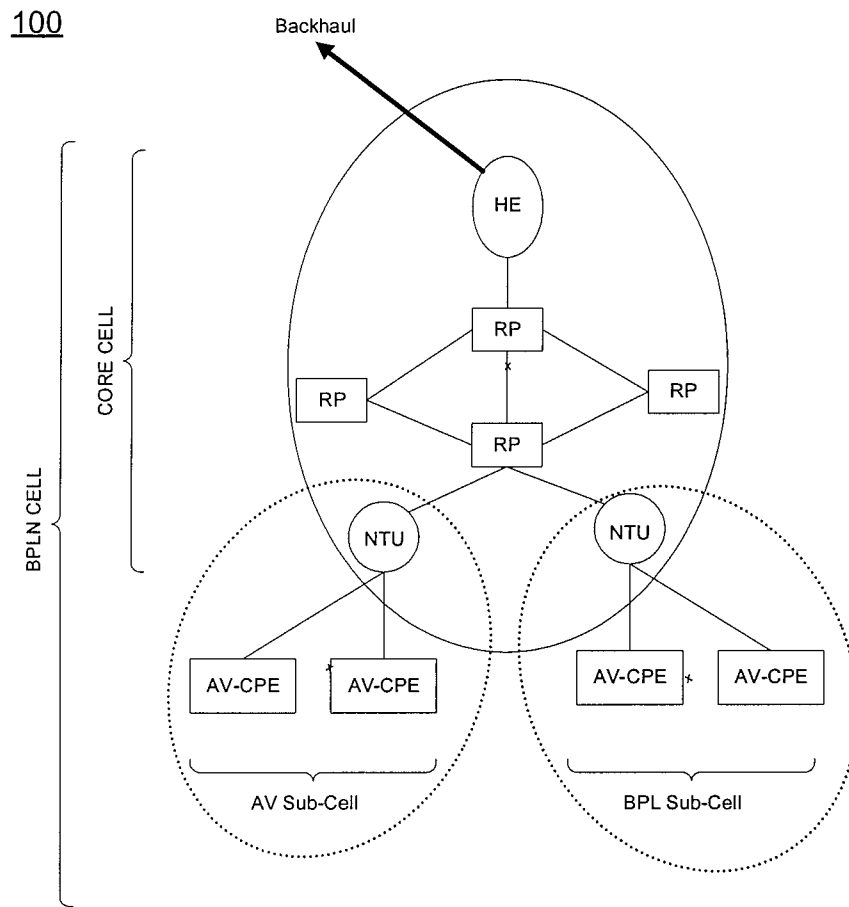 100
Backhaul
HE
RP
RP
RP
RP
CORE CELL
BPLN CELL
NTU
NTU
AV-CPE
AV-CPE
AV-CPE
AV-CPE
AV Sub-Cell
BPL Sub-Cell